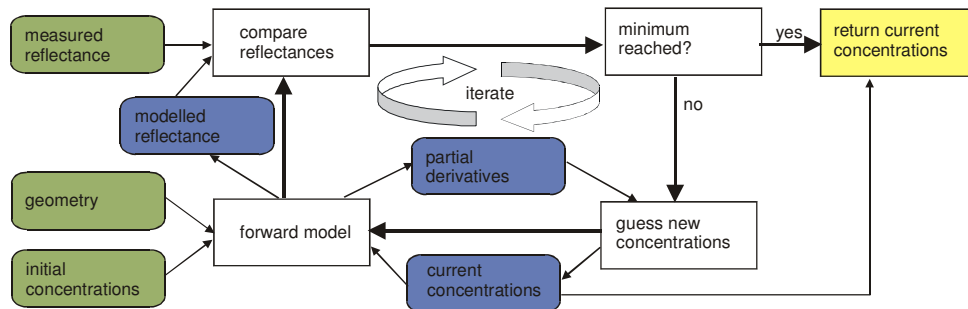 measured
reflectance
compare
reflectances
minimum
reached?
yes
return current
concentrations
iterate
no
modelled
reflectance
partial
derivatives
geometry
forward model
guess new
concentrations
initial
concentrations
current
concentrations